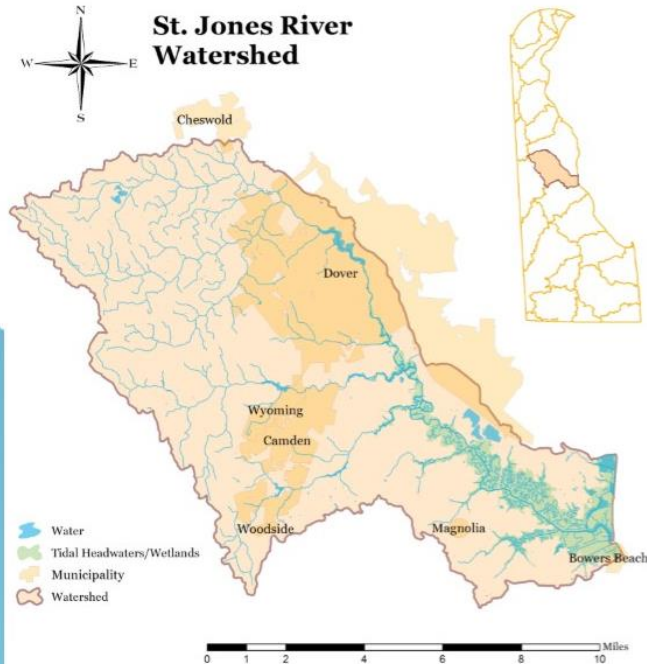 St. Jones River
Watershed
N
W E
S
Cheswold
Dover
Wyoming
Camden
Woodside
Magnolia
Bowers Beach
Water
Tidal Headwaters/Wetlands
Municipality
Watershed
Miles
0 1 2 4 6 8 10